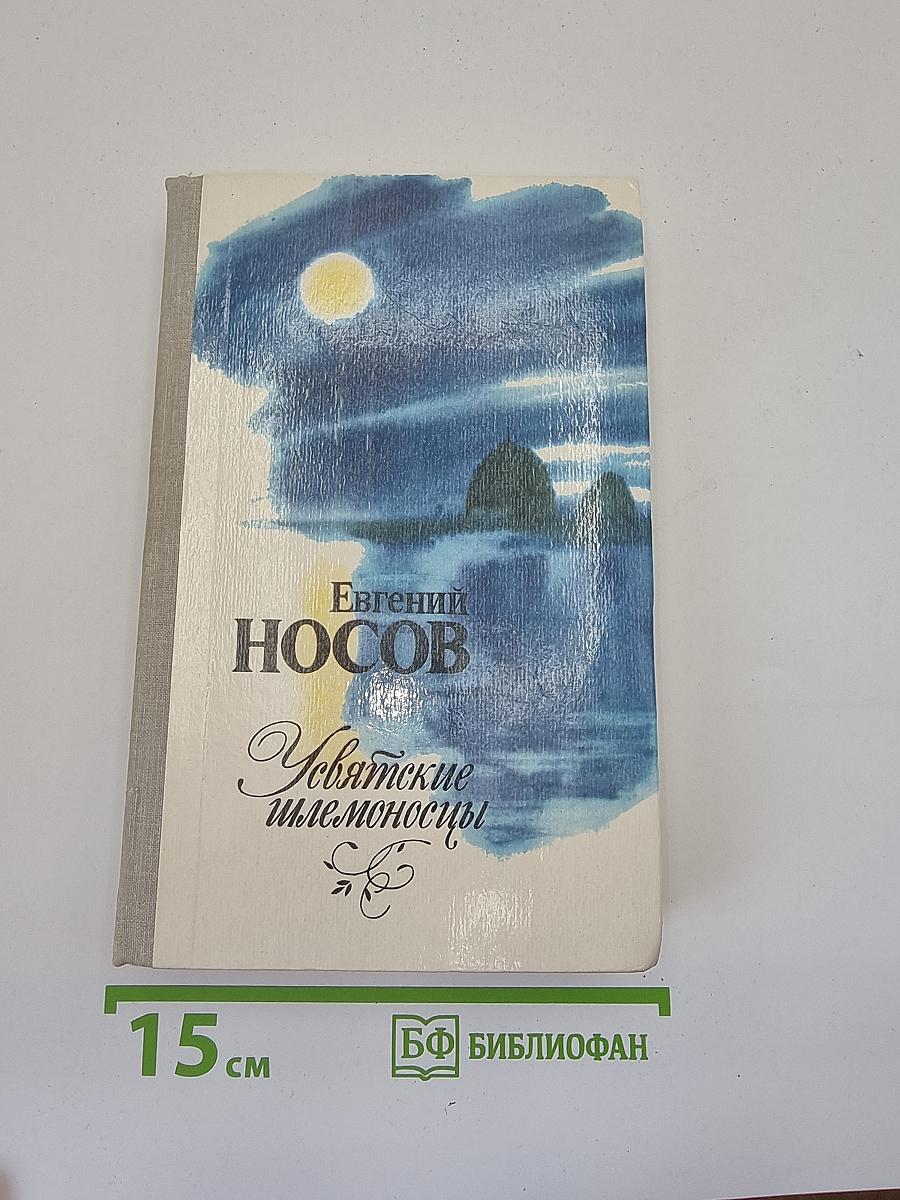 Евгений
НОСОВ
Усвятские
шлемоносцы
15 см
БФ БИБЛИОФАН